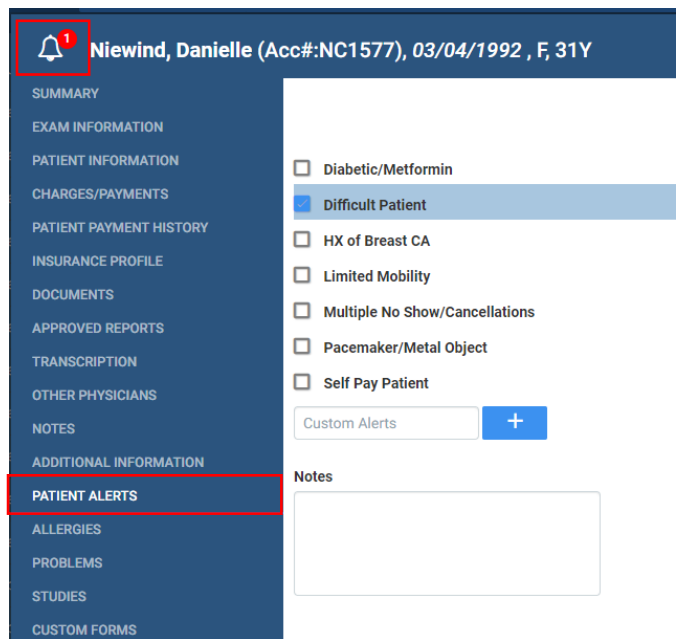 1
Niewind, Danielle (Acc#:NC1577), 03/04/1992 , F, 31Y
SUMMARY
EXAM INFORMATION
PATIENT INFORMATION
CHARGES/PAYMENTS
PATIENT PAYMENT HISTORY
INSURANCE PROFILE
DOCUMENTS
APPROVED REPORTS
TRANSCRIPTION
OTHER PHYSICIANS
NOTES
ADDITIONAL INFORMATION
PATIENT ALERTS
ALLERGIES
PROBLEMS
STUDIES
CUSTOM FORMS
Diabetic/Metformin
Difficult Patient
HX of Breast CA
Limited Mobility
Multiple No Show/Cancellations
Pacemaker/Metal Object
Self Pay Patient
Custom Alerts +
Notes